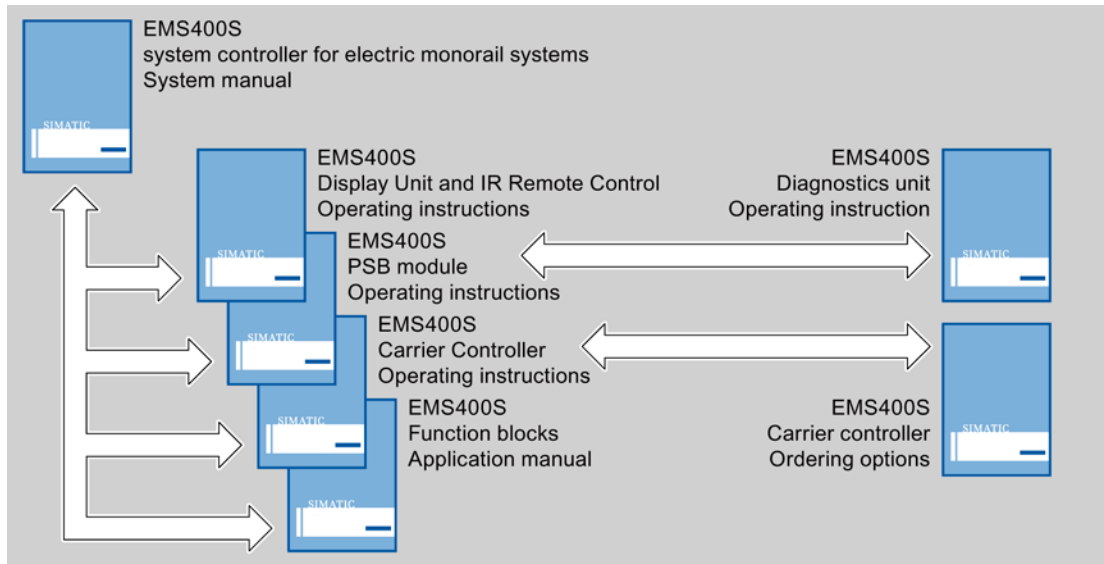 EMS400S
system controller for electric monorail systems
System manual
SIMATIC
EMS400S
Display Unit and IR Remote Control
Operating instructions
SIMATIC
EMS400S
PSB module
Operating instructions
SIMATIC
EMS400S
Carrier Controller
Operating instructions
SIMATIC
EMS400S
Function blocks
Application manual
SIMATIC
EMS400S
Diagnostics unit
Operating instruction
SIMATIC
EMS400S
Carrier controller
Ordering options
SIMATIC